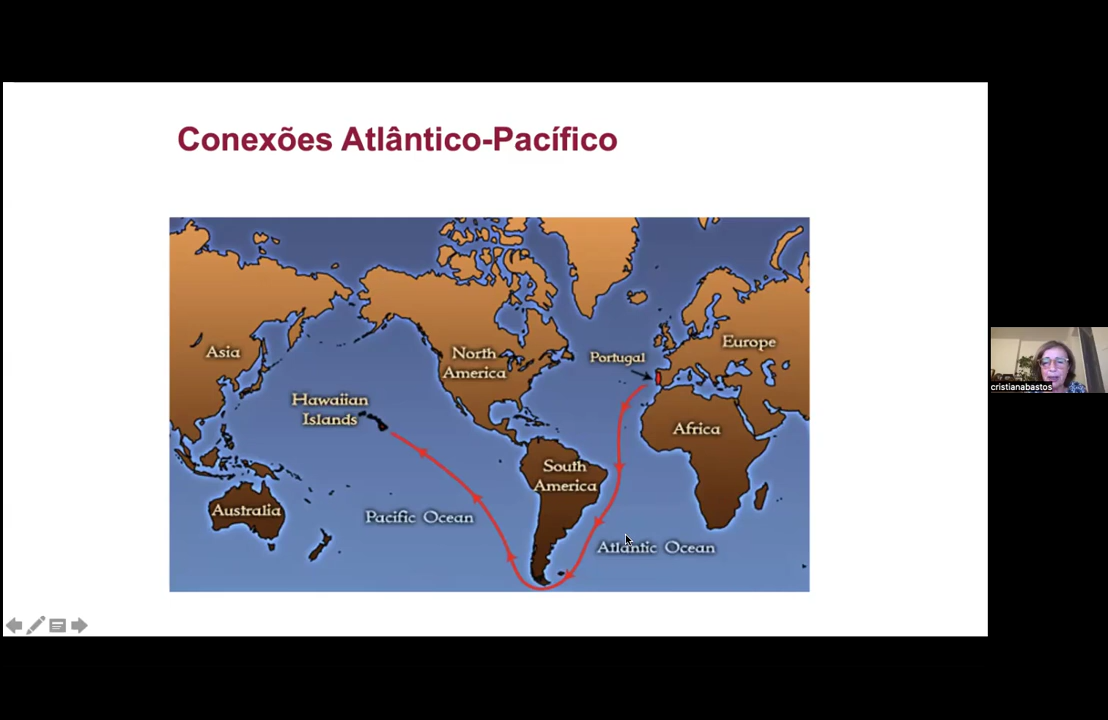 Conexões Atlântico-Pacífico
Asia
North
America
Portugal
Europe
Hawaiian
Islands
Africa
South
America
Australia
Pacific Ocean
Atlantic Ocean
cristianabastos